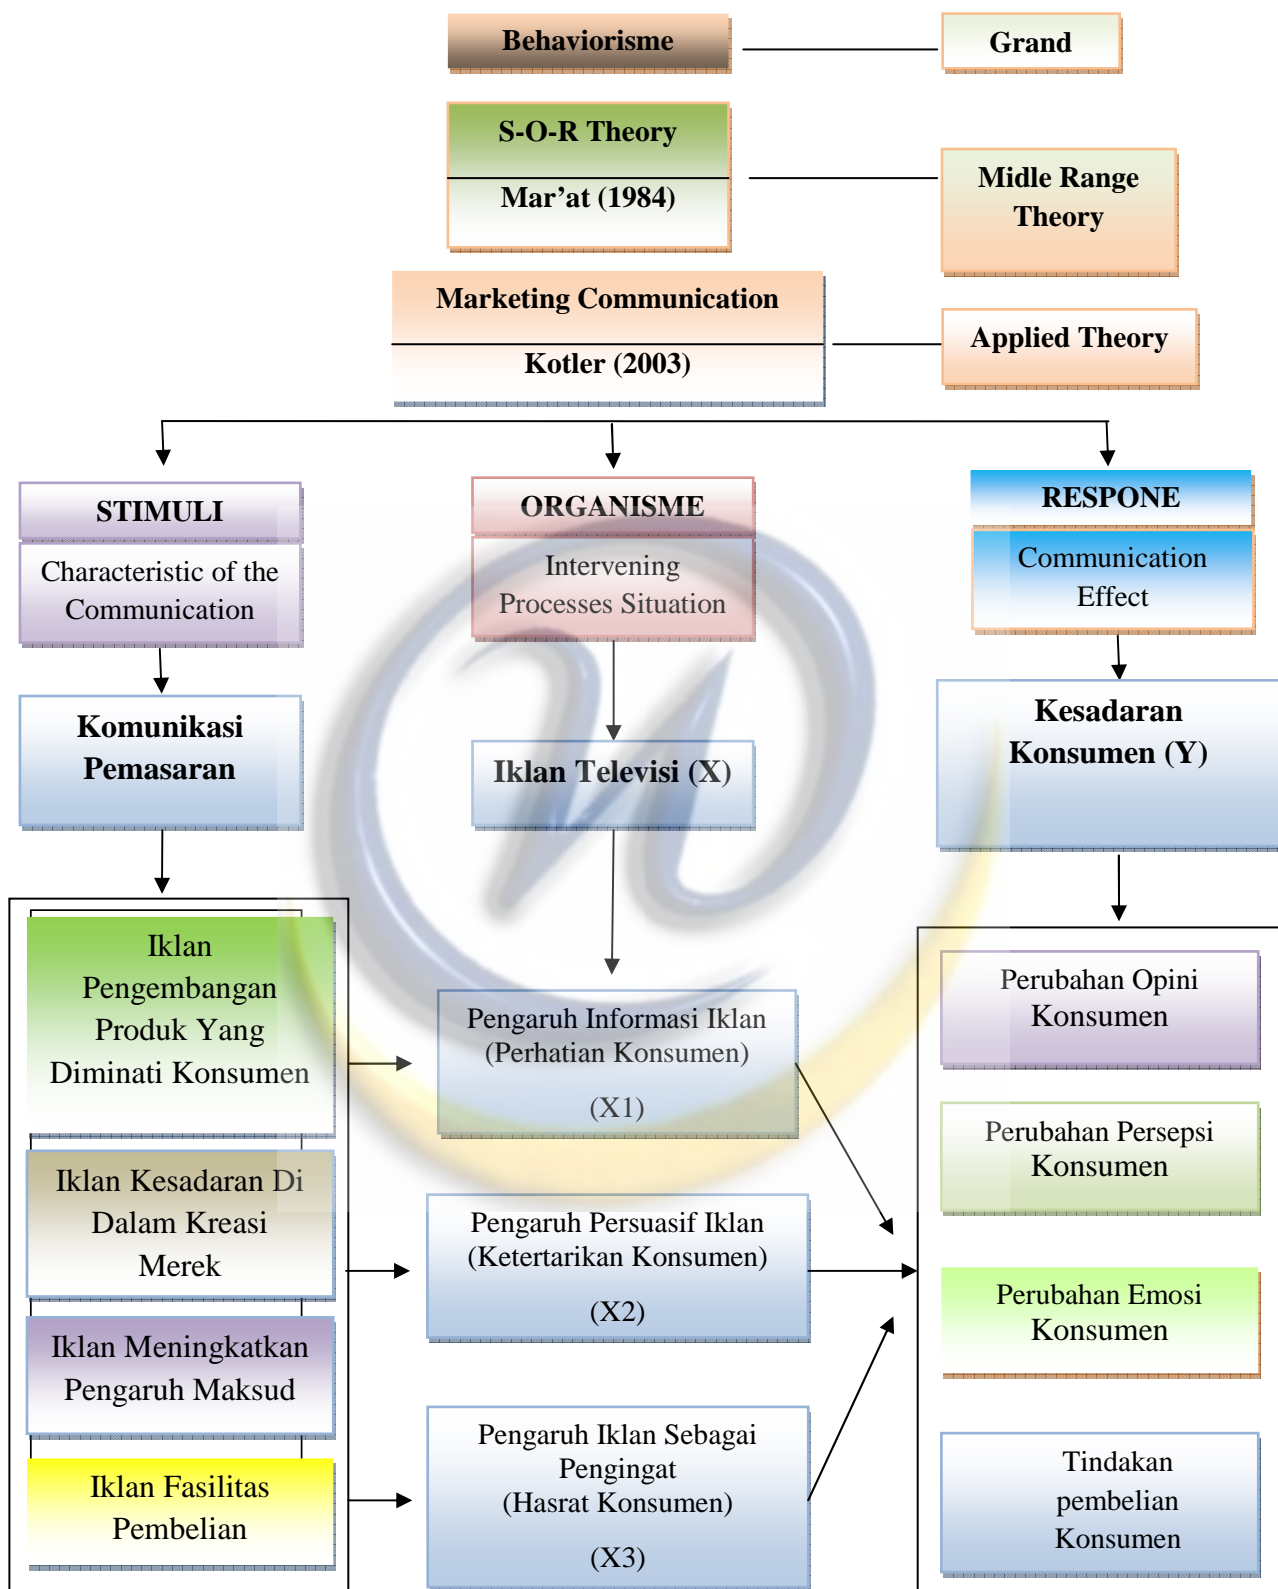 Behaviorisme
Grand
S-O-R Theory
Mar’at (1984)
Midle Range
Theory
Marketing Communication
Kotler (2003)
Applied Theory
STIMULI
Characteristic of the
Communication
ORGANISME
Intervening
Processes Situation
RESPONE
Communication
Effect
Komunikasi
Pemasaran
Iklan Televisi (X)
Kesadaran
Konsumen (Y)
Iklan
Pengembangan
Produk Yang
Diminati Konsumen
Iklan Kesadaran Di
Dalam Kreasi
Merek
Iklan Meningkatkan
Pengaruh Maksud
Iklan Fasilitas
Pembelian
Pengaruh Informasi Iklan
(Perhatian Konsumen)
(X1)
Pengaruh Persuasif Iklan
(Ketertarikan Konsumen)
(X2)
Pengaruh Iklan Sebagai
Pengingat
(Hasrat Konsumen)
(X3)
Perubahan Opini
Konsumen
Perubahan Persepsi
Konsumen
Perubahan Emosi
Konsumen
Tindakan
pembelian
Konsumen